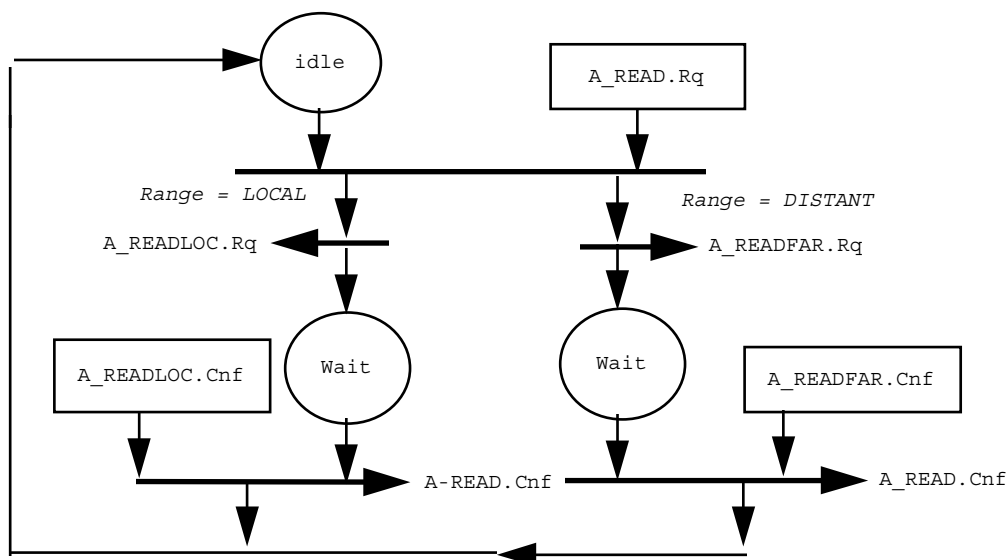 idle
A_READ.Rq
Range = LOCAL
Range = DISTANT
A_READLOC.Rq
A_READFAR.Rq
A_READLOC.Cnf
Wait
Wait
A_READFAR.Cnf
A-READ.Cnf
A_READ.Cnf